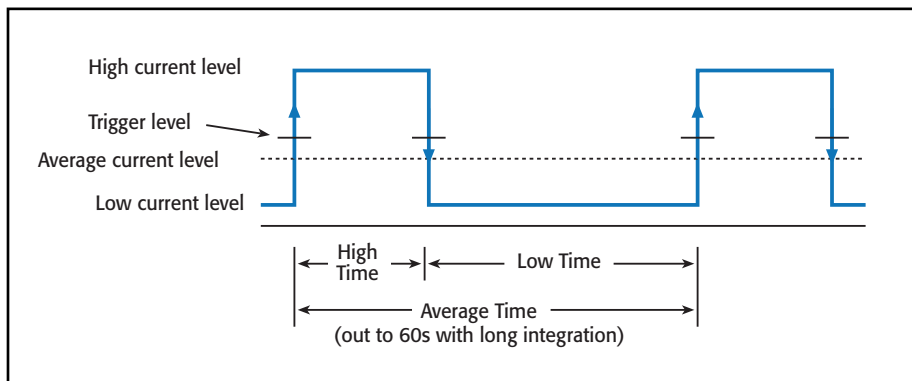 High current level
Trigger level
Average current level
Low current level
High
Time
Low Time
Average Time
(out to 60s with long integration)